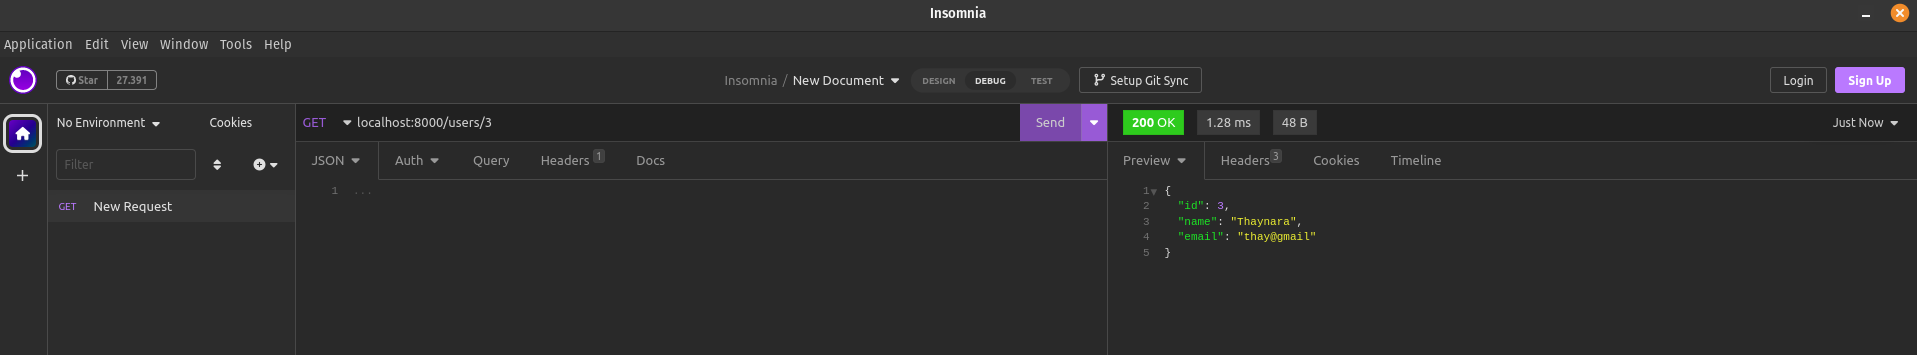 Insomnia
Application Edit View Window Tools Help
Star 27.391 Insomnia / New Document DESIGN DEBUG TEST Setup Git Sync Login Sign Up
No Environment Cookies GET localhost:8000/users/3 Send 200 OK 1.28 ms 48 B Just Now
Filter JSON Auth Query Headers 1 Docs Preview Headers 3 Cookies Timeline
1 ...
GET New Request
1 {
2 "id": 3,
3 "name": "Thaynara",
4 "email": "thay@gmail"
5 }